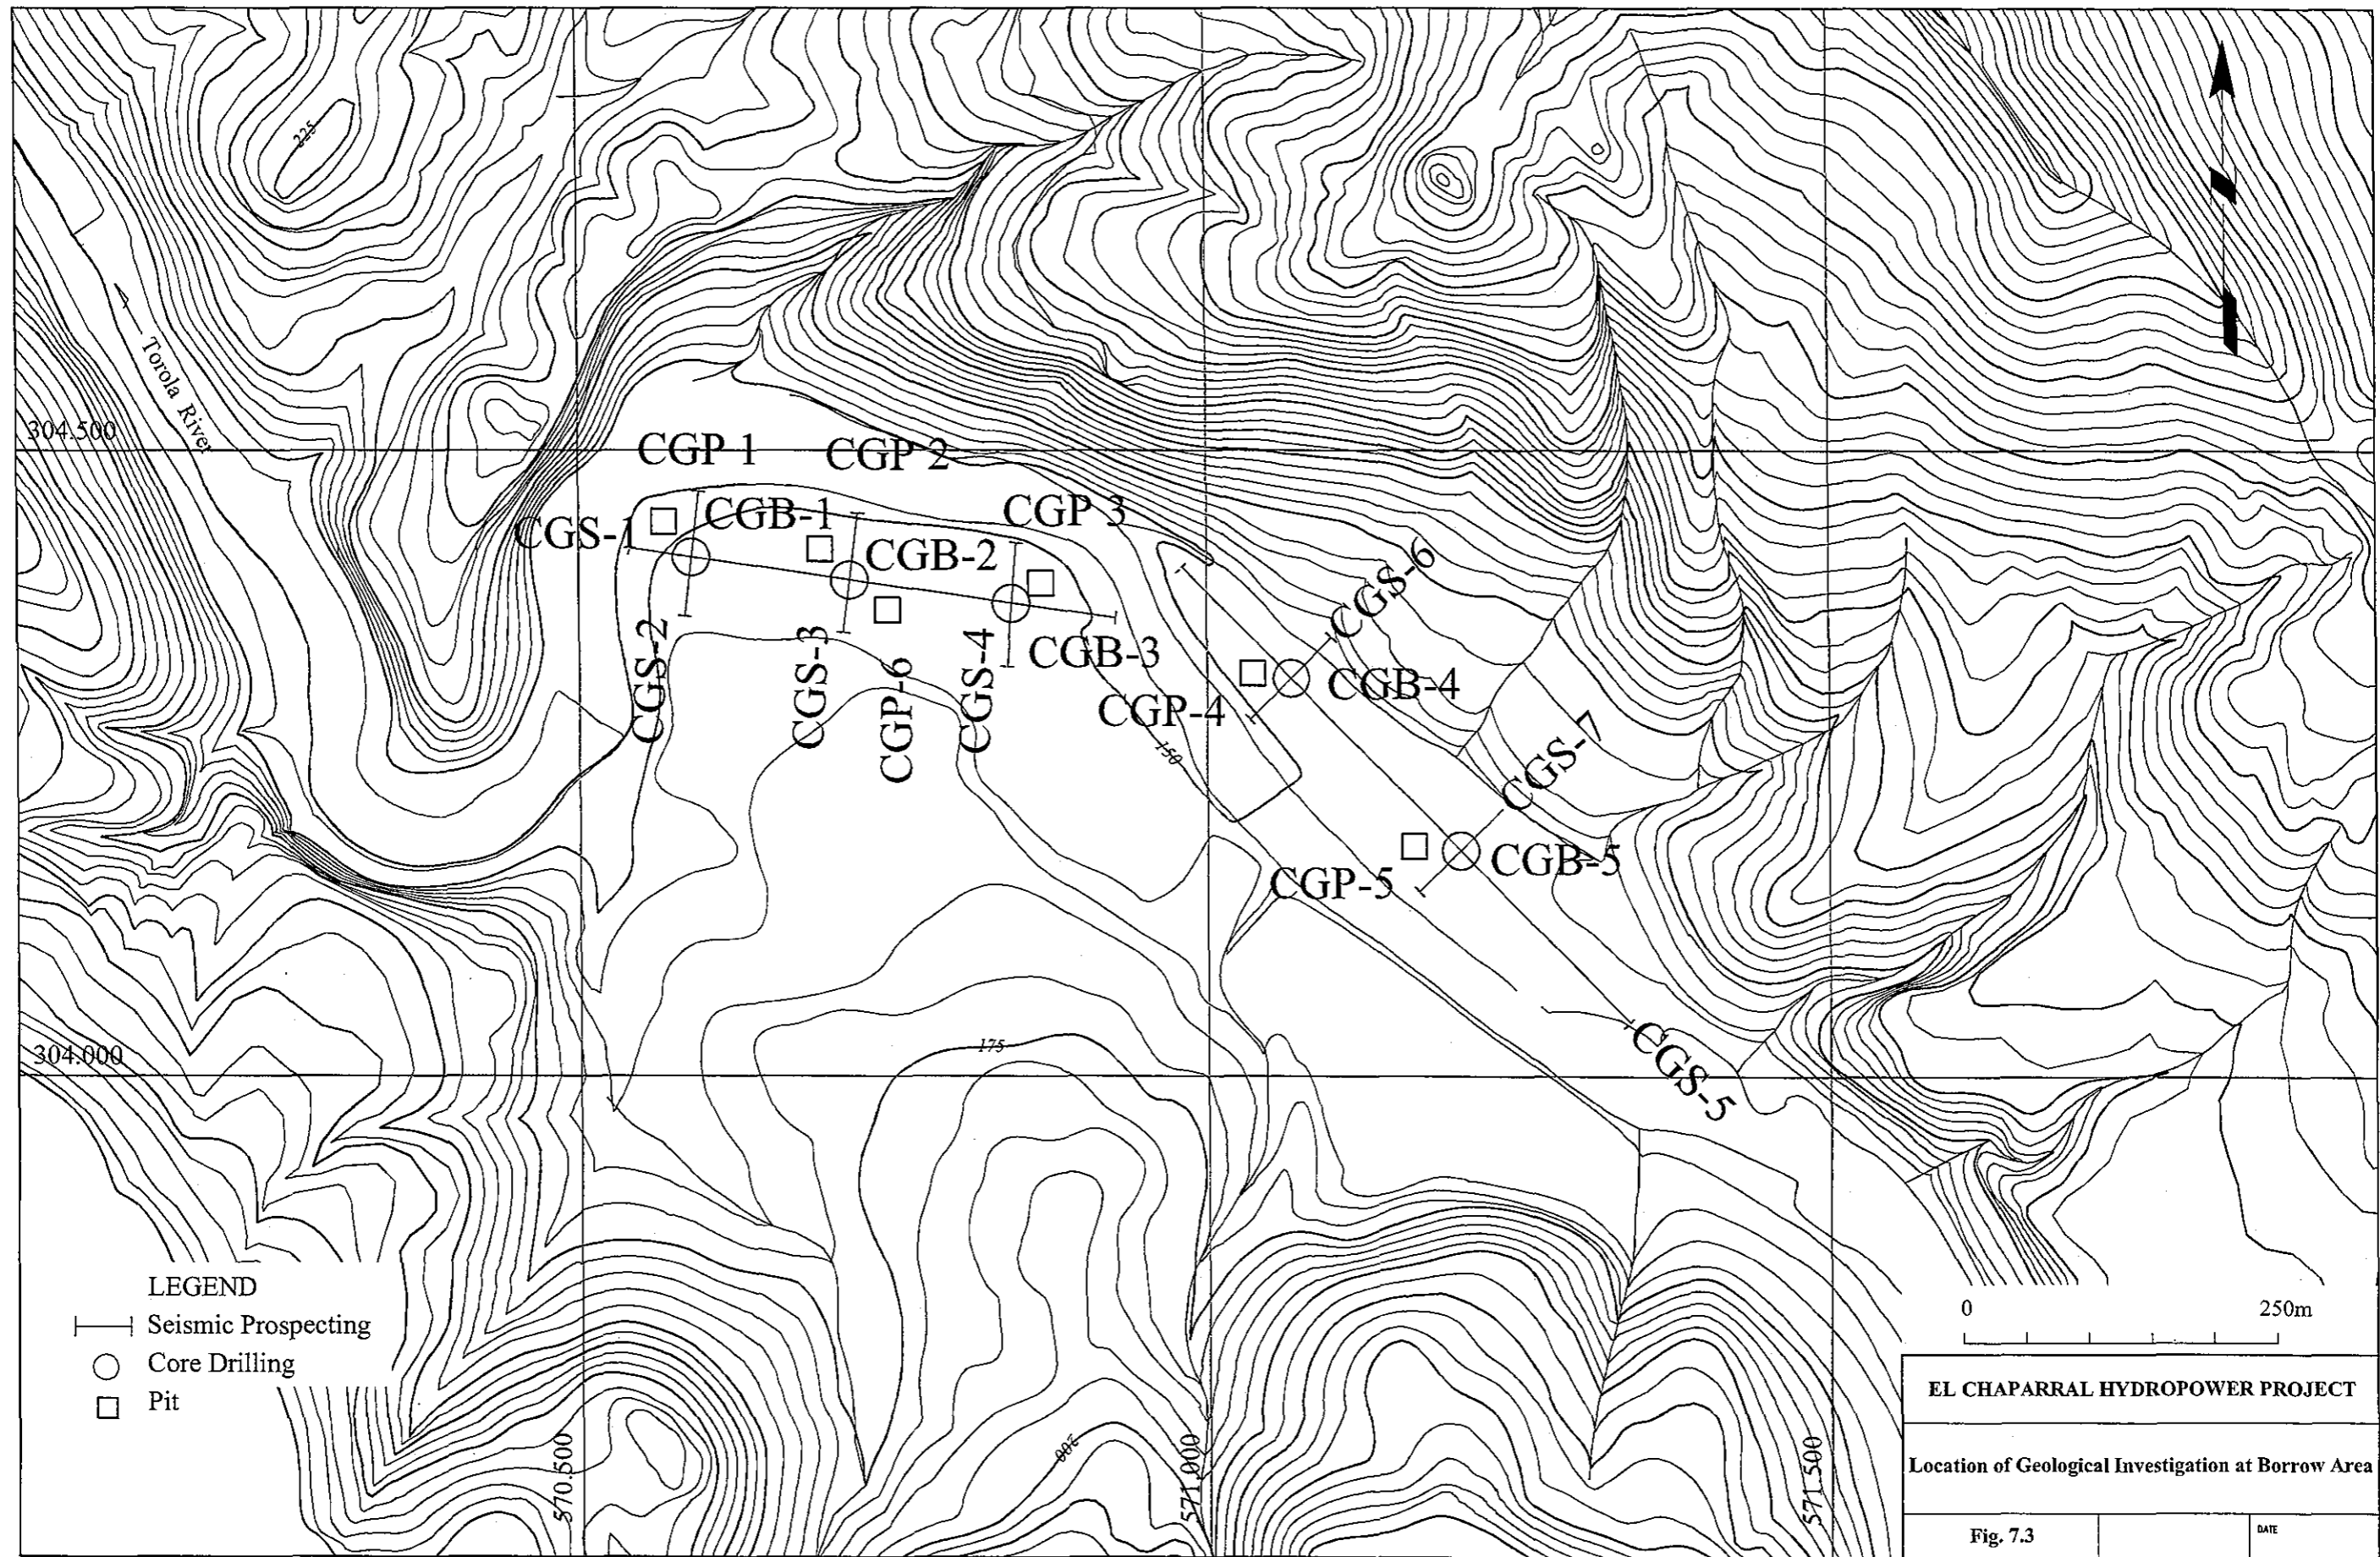 225
Torola River
304.500
CGP 1
CGP 2
CGP 3
CGS-1
CGB-1
CGB-2
CGS-6
CGS-2
CGS-3
CGP-6
CGS-4
CGB-3
CGP-4
CGB-4
150
CGS-7
CGP-5
CGB-5
304.000
175
CGS-5
LEGEND
Seismic Prospecting
Core Drilling
Pit
570.500
200
571.000
571.500
0 250m
EL CHAPARRAL HYDROPOWER PROJECT
Location of Geological Investigation at Borrow Area
Fig. 7.3
DATE